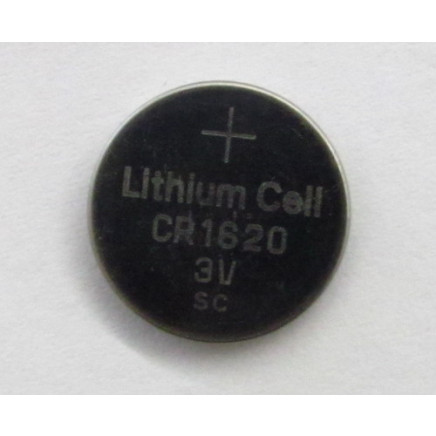 +
Lithium Cell
CR1620
3V
SC